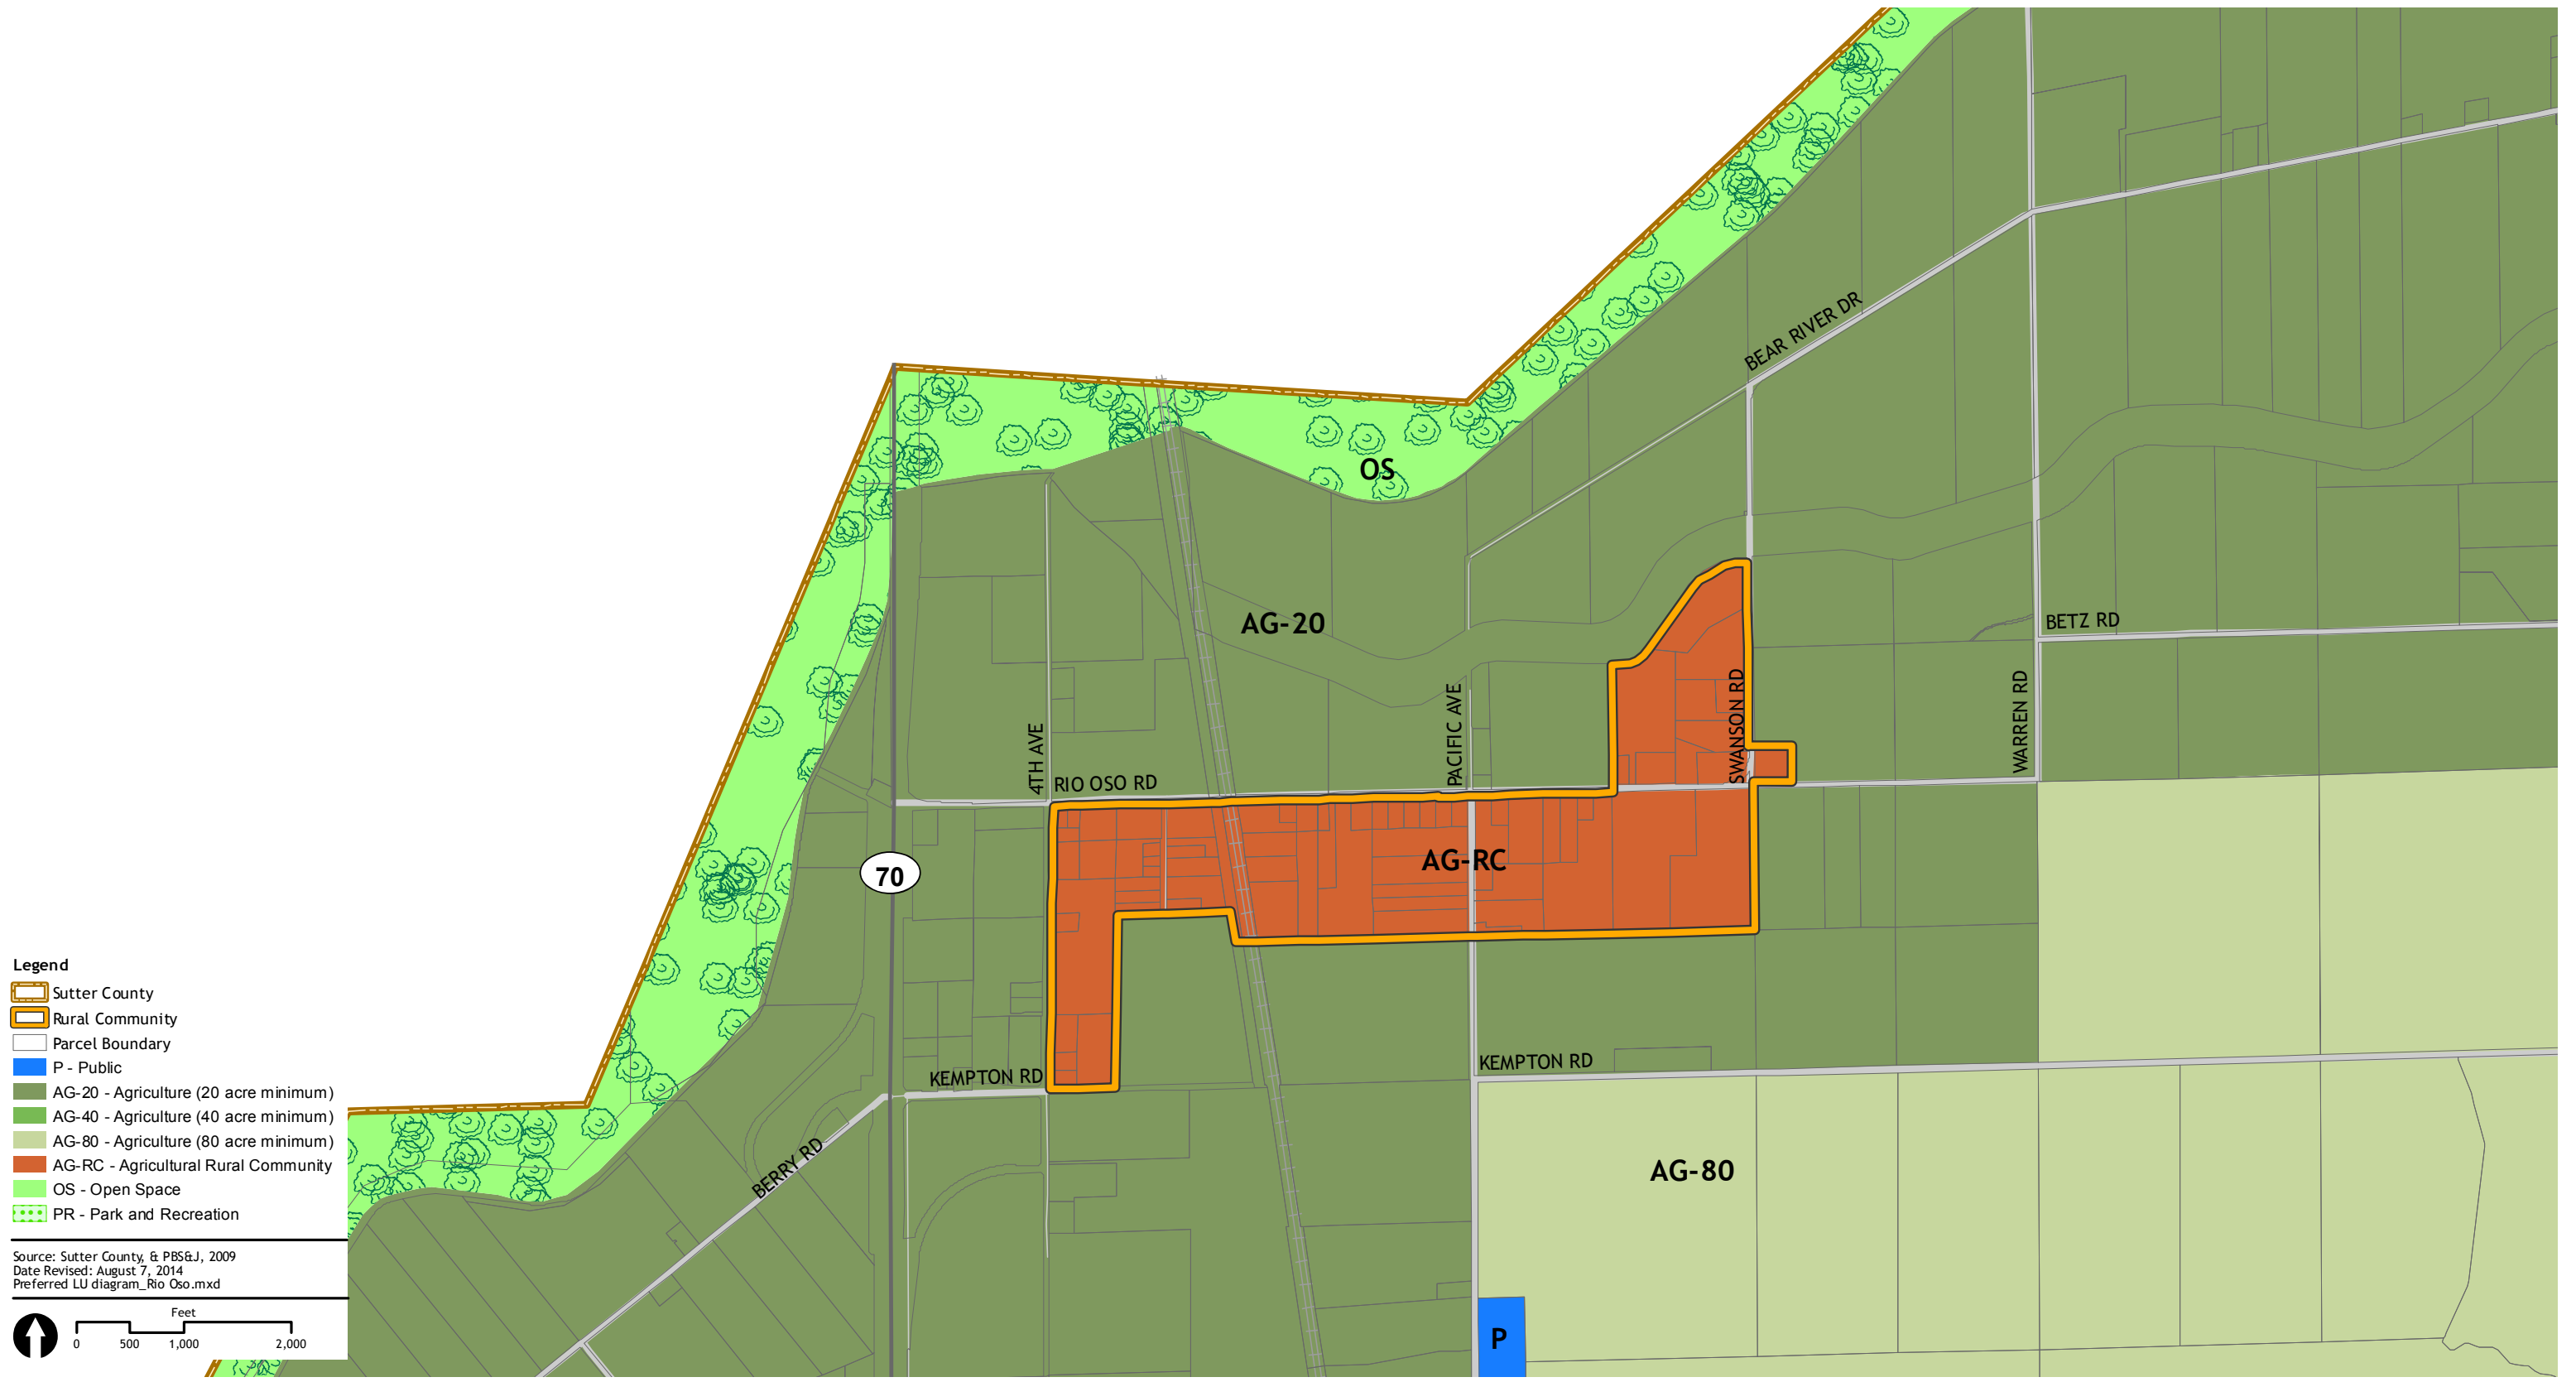 BEAR RIVER DR
OS
AG-20
BETZ RD
4TH AVE
RIO OSO RD
PACIFIC AVE
SWANSON RD
WARREN RD
70
AG-RC
KEMPTON RD
KEMPTON RD
BERRY RD
AG-80
P
Legend
Sutter County
Rural Community
Parcel Boundary
P - Public
AG-20 - Agriculture (20 acre minimum)
AG-40 - Agriculture (40 acre minimum)
AG-80 - Agriculture (80 acre minimum)
AG-RC - Agricultural Rural Community
OS - Open Space
PR - Park and Recreation
Source: Sutter County, & PBS&J, 2009
Date Revised: August 7, 2014
Preferred LU diagram_Rio Oso.mxd
Feet
0 500 1,000 2,000